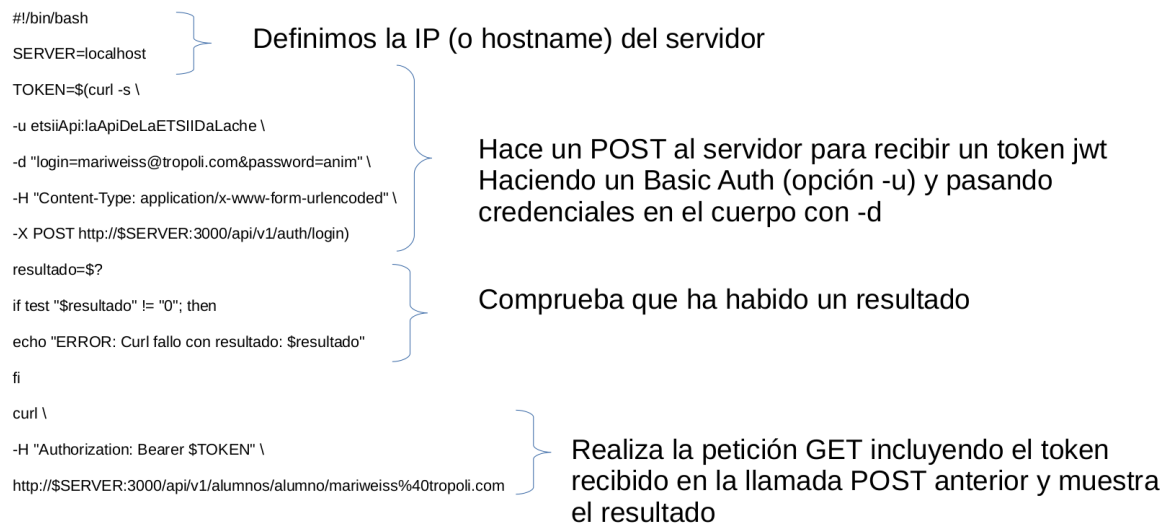 #!/bin/bash
SERVER=localhost
Definimos la IP (o hostname) del servidor
TOKEN=$(curl -s \
-u etsiiApi:laApiDeLaETSIIDaLache \
-d "login=mariweiss@tropoli.com&password=anim" \
-H "Content-Type: application/x-www-form-urlencoded" \
-X POST http://$SERVER:3000/api/v1/auth/login)
Hace un POST al servidor para recibir un token jwt
Haciendo un Basic Auth (opción -u) y pasando
credenciales en el cuerpo con -d
resultado=$?
if test "$resultado" != "0"; then
echo "ERROR: Curl fallo con resultado: $resultado"
fi
Comprueba que ha habido un resultado
curl \
-H "Authorization: Bearer $TOKEN" \
http://$SERVER:3000/api/v1/alumnos/alumno/mariweiss%40tropoli.com
Realiza la petición GET incluyendo el token
recibido en la llamada POST anterior y muestra
el resultado